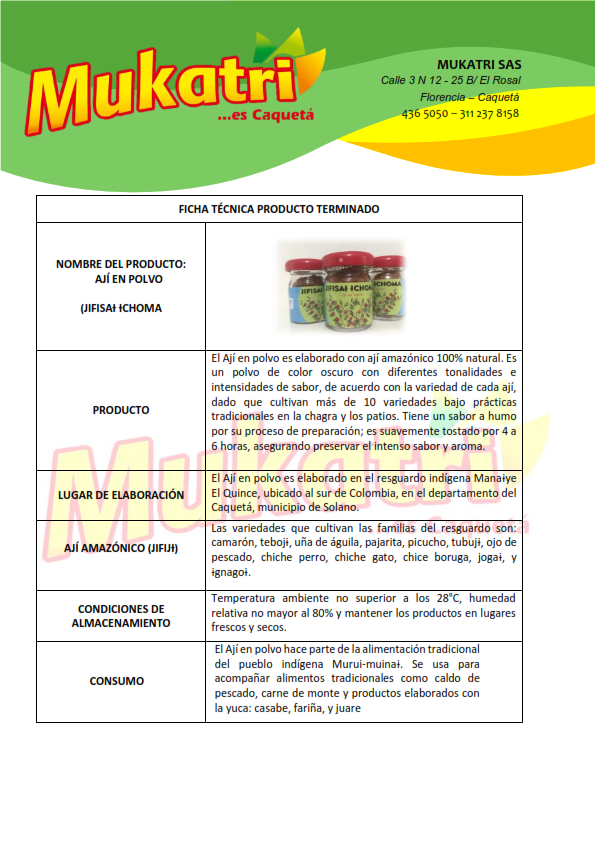 Mukatri
...es Caquetá
MUKATRI SAS
Calle 3 N 12 - 25 B/ El Rosal
Florencia – Caquetá
436 5050 – 311 237 8158
FICHA TÉCNICA PRODUCTO TERMINADO
NOMBRE DEL PRODUCTO:
AJÍ EN POLVO
(JIFISAɨ ɨCHOMA
JIFISAɨ
JIFISAɨ ɨCHOMA
ɨCHOMA
PRODUCTO
El Ají en polvo es elaborado con ají amazónico 100% natural. Es
un polvo de color oscuro con diferentes tonalidades e
intensidades de sabor, de acuerdo con la variedad de cada ají,
dado que cultivan más de 10 variedades bajo prácticas
tradicionales en la chagra y los patios. Tiene un sabor a humo
por su proceso de preparación; es suavemente tostado por 4 a
6 horas, asegurando preservar el intenso sabor y aroma.
LUGAR DE ELABORACIÓN
El Ají en polvo es elaborado en el resguardo indígena Manaɨye
El Quince, ubicado al sur de Colombia, en el departamento del
Caquetá, municipio de Solano.
AJÍ AMAZÓNICO (JIFIJɨ)
Las variedades que cultivan las familias del resguardo son:
camarón, tebojɨ, uña de águila, pajarita, picucho, tubujɨ, ojo de
pescado, chiche perro, chiche gato, chice boruga, jogaɨ, y
ɨgnagoɨ.
CONDICIONES DE
ALMACENAMIENTO
Temperatura ambiente no superior a los 28°C, humedad
relativa no mayor al 80% y mantener los productos en lugares
frescos y secos.
CONSUMO
El Ají en polvo hace parte de la alimentación tradicional
del pueblo indígena Murui-muinaɨ. Se usa para
acompañar alimentos tradicionales como caldo de
pescado, carne de monte y productos elaborados con
la yuca: casabe, fariña, y juare
Mukatri
...es Caquetá